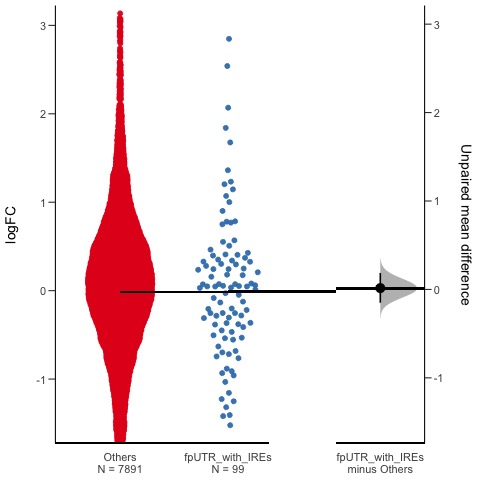 3
2
1
0
-1
logFC
Others
N = 7891
fpUTR_with_IREs
N = 99
fpUTR_with_IREs
minus Others
3
2
1
0
-1
Unpaired mean difference